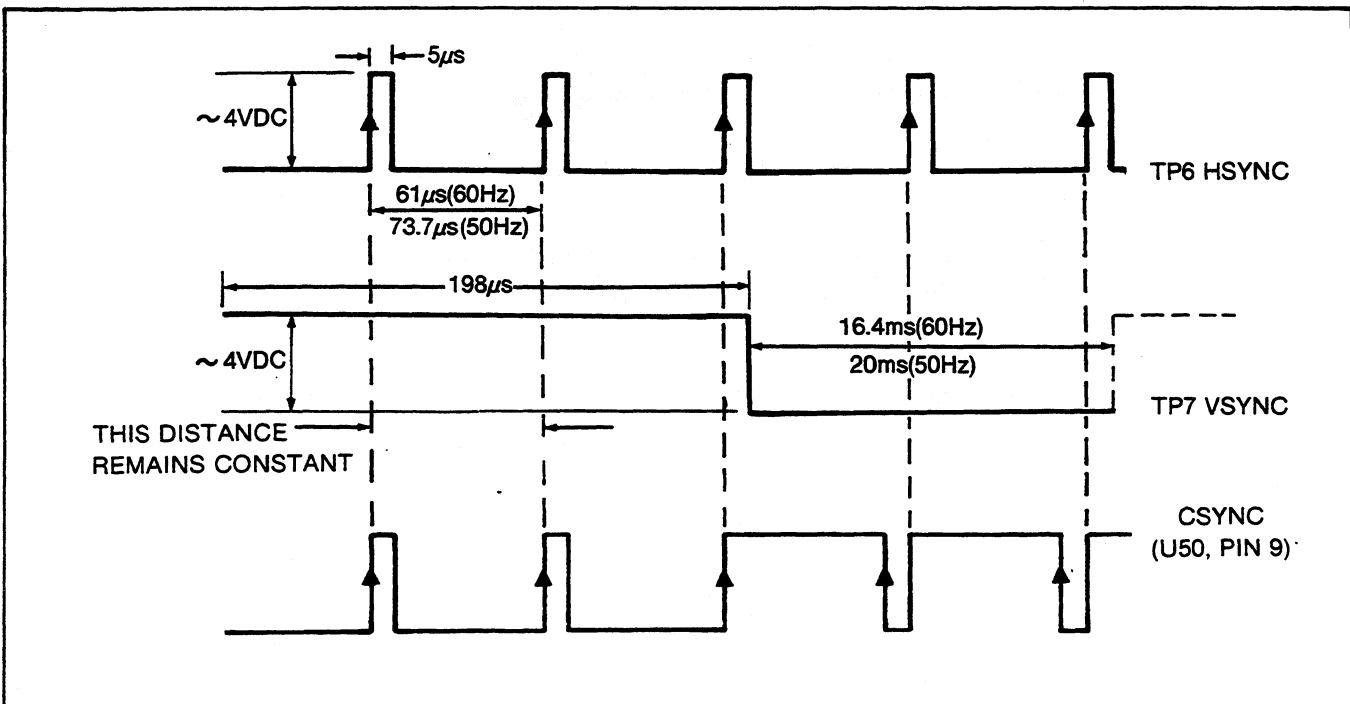 5µs
~4VDC
TP6 HSYNC
61µs(60Hz)
73.7µs(50Hz)
198µs
16.4ms(60Hz)
20ms(50Hz)
~4VDC
TP7 VSYNC
THIS DISTANCE
REMAINS CONSTANT
CSYNC
(U50, PIN 9)